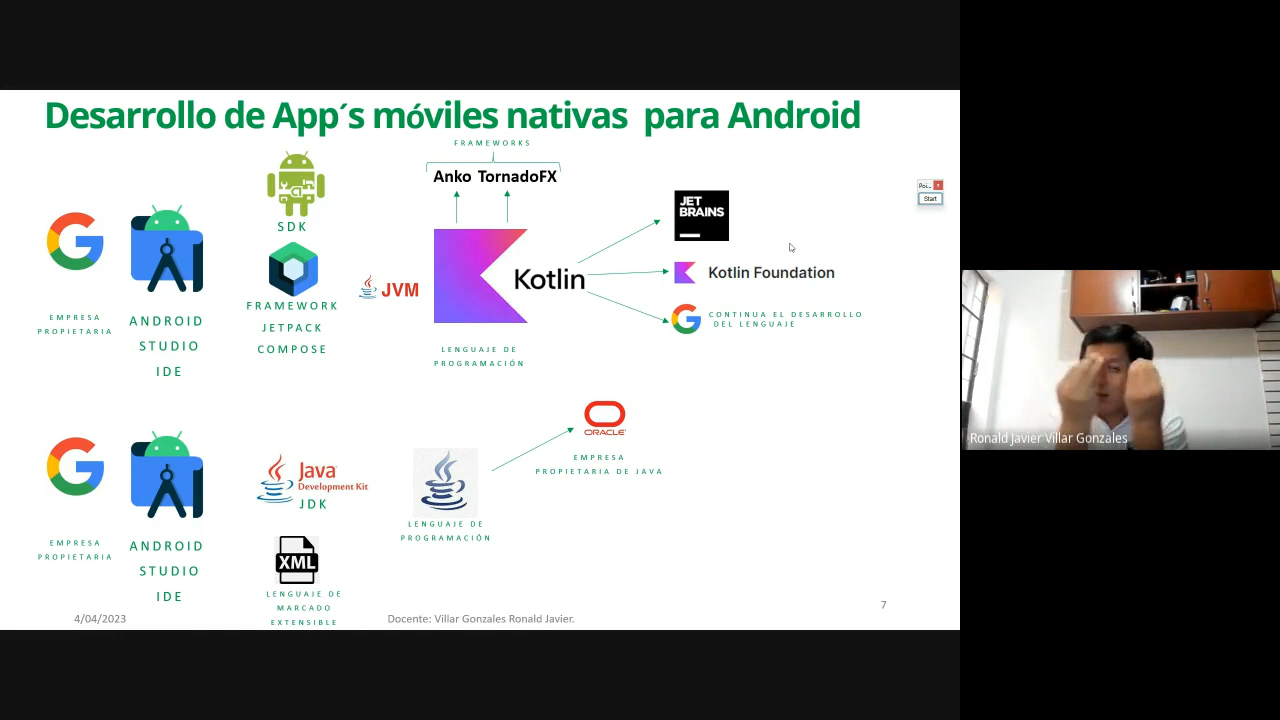 Desarrollo de App´s móviles nativas para Android
FRAMEWORKS
Anko TornadoFX
SDK
FRAMEWORK
JETPACK
COMPOSE
EMPRESA
PROPIETARIA
ANDROID
STUDIO
IDE
JVM
Kotlin
LENGUAJE DE
PROGRAMACIÓN
JET
BRAINS
Kotlin Foundation
CONTINUA EL DESARROLLO
DEL LENGUAJE
Poi...
Start
Ronald Javier Villar Gonzales
EMPRESA
PROPIETARIA
ANDROID
STUDIO
IDE
Java
Development Kit
JDK
XML
LENGUAJE DE
MARCADO
EXTENSIBLE
LENGUAJE DE
PROGRAMACIÓN
ORACLE
EMPRESA
PROPIETARIA DE JAVA
4/04/2023
Docente: Villar Gonzales Ronald Javier.
7